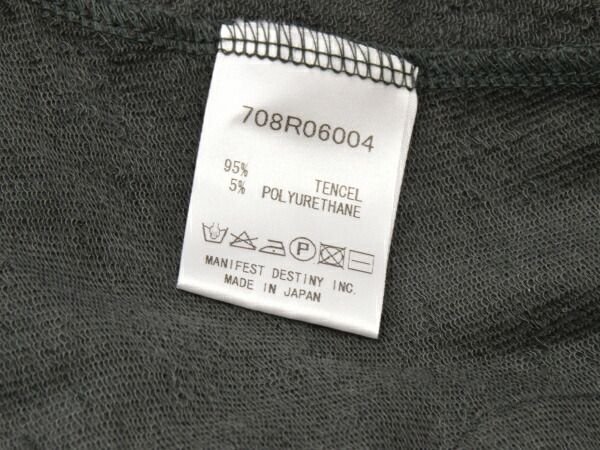 708R06004
95% TENCEL
5% POLYURETHANE
P
MANIFEST DESTINY INC.
MADE IN JAPAN